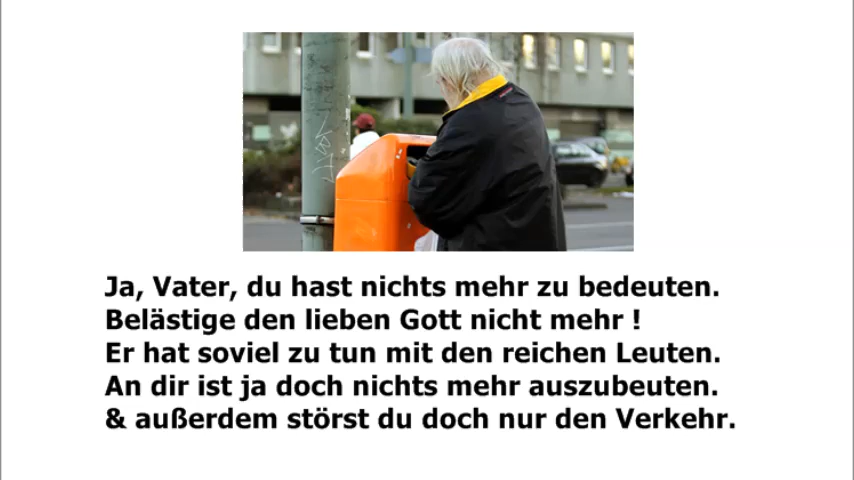 Ja, Vater, du hast nichts mehr zu bedeuten.
Belästige den lieben Gott nicht mehr !
Er hat soviel zu tun mit den reichen Leuten.
An dir ist ja doch nichts mehr auszubeuten.
& außerdem störst du doch nur den Verkehr.